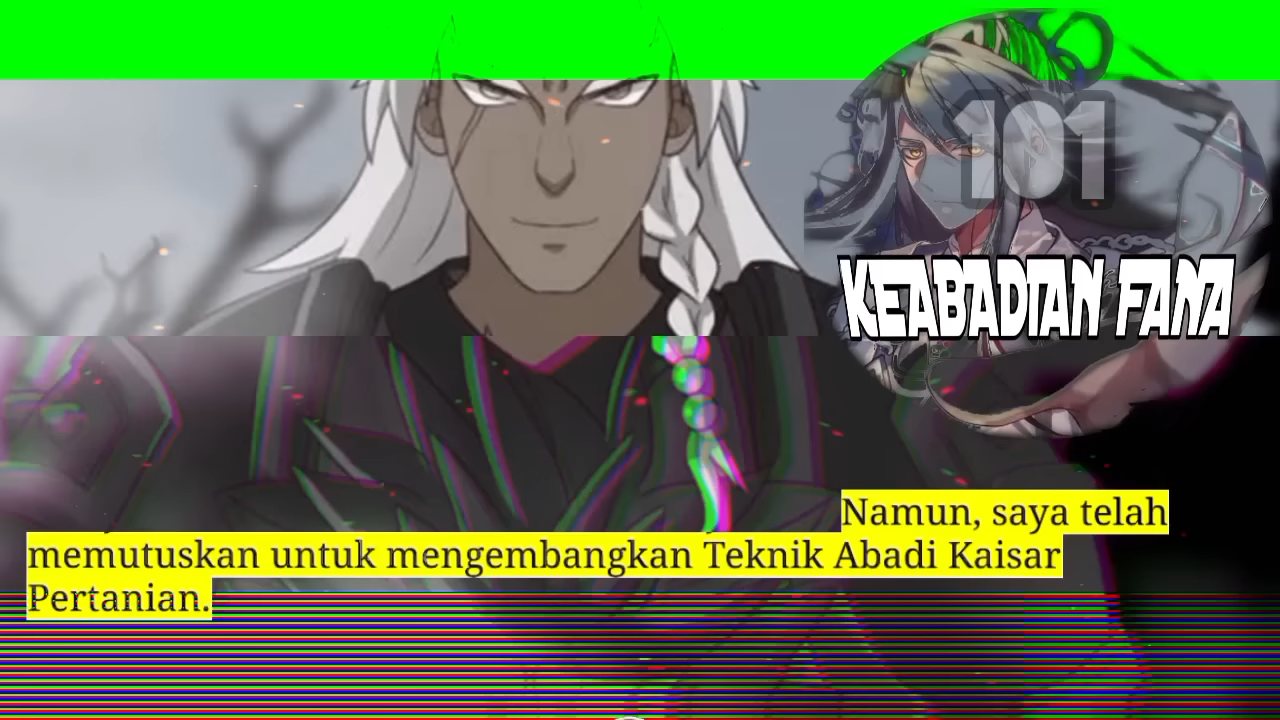 101
KEABADIAN FANA
Namun, saya telah
memutuskan untuk mengembangkan Teknik Abadi Kaisar
Pertanian.